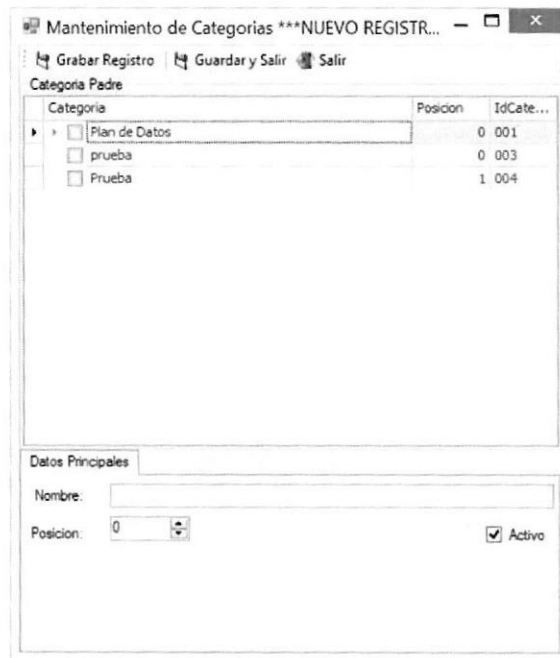 Mantenimiento de Categorias ***NUEVO REGISTR...
Grabar Registro Guardar y Salir Salir
Categoria Padre
Categoria Posicion IdCate...
Plan de Datos 0 001
prueba 0 003
Prueba 1 004
Datos Principales
Nombre:
Posicion: 0 Activo